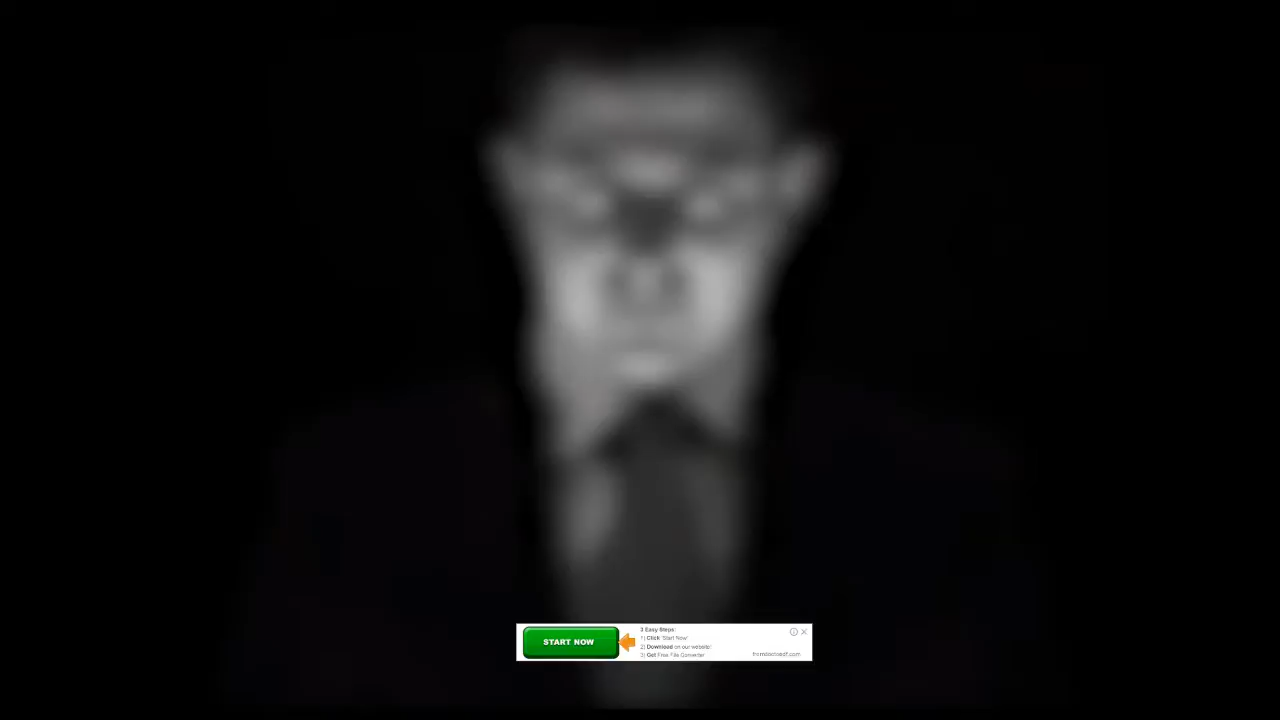 START NOW
3 Easy Steps:
1) Click 'Start Now'
2) Download on our website!
3) Get Free File Converter